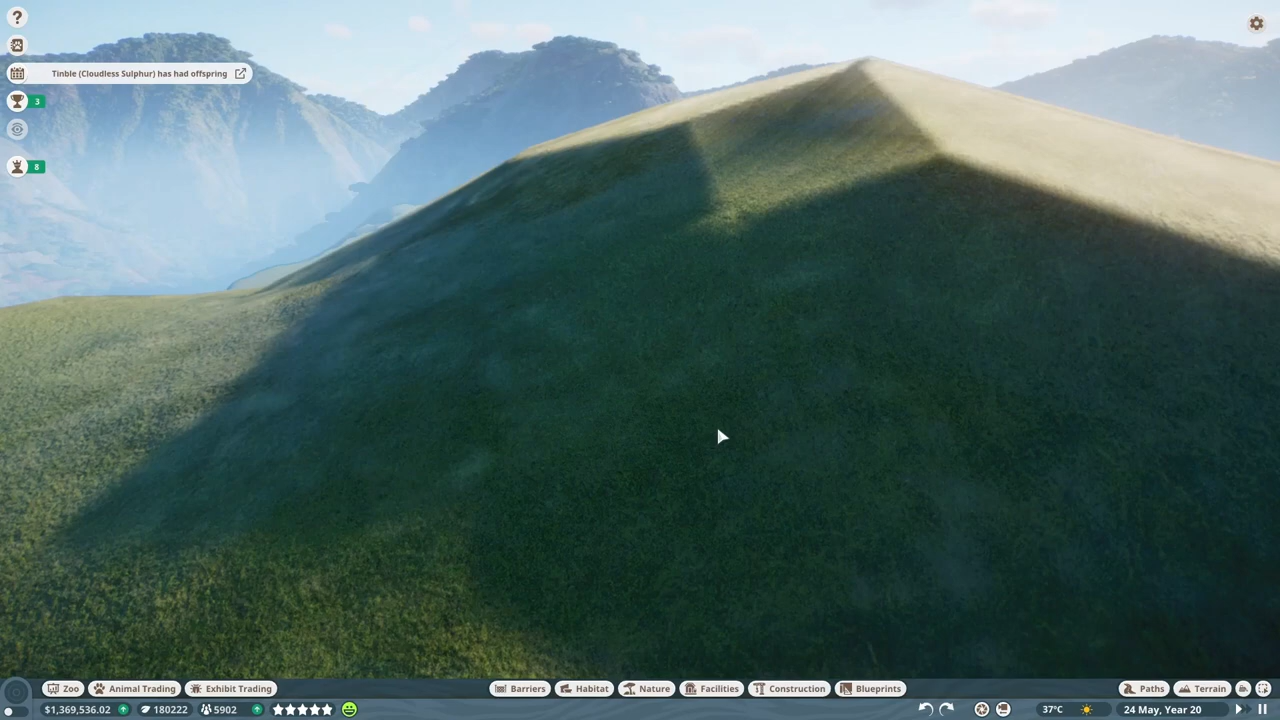 ?
Tinble (Cloudless Sulphur) has had offspring
3
8
Zoo
Animal Trading
Exhibit Trading
Barriers
Habitat
Nature
Facilities
Construction
Blueprints
Paths
Terrain
$1,369,536.02
180222
5902
37°C
24 May, Year 20